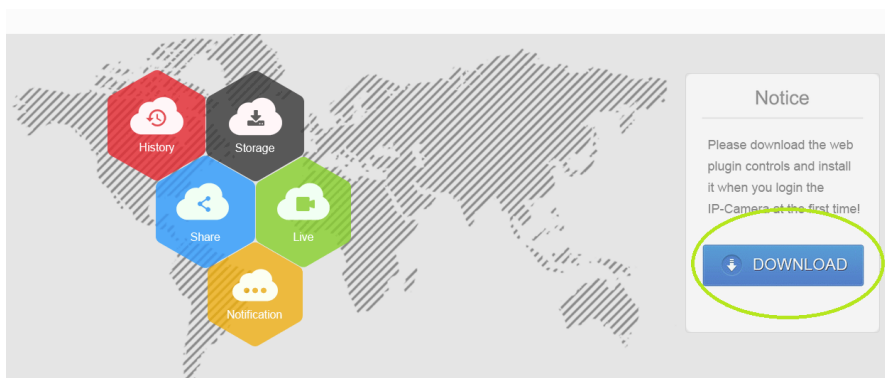 History
Storage
Share
Live
Notification
Notice
Please download the web
plugin controls and install
it when you login the
IP-Camera at the first time!
DOWNLOAD